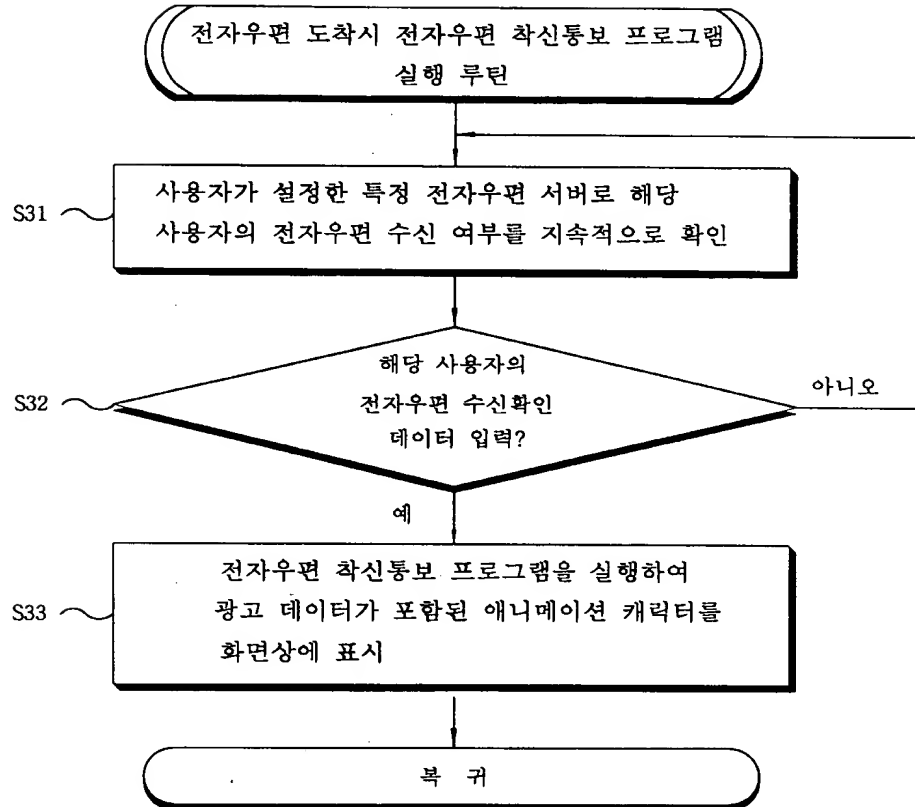 전자우편 도착시 전자우편 착신통보 프로그램
실행 루틴
S31
사용자가 설정한 특정 전자우편 서버로 해당
사용자의 전자우편 수신 여부를 지속적으로 확인
S32
해당 사용자의
전자우편 수신확인
데이터 입력?
아니오
예
S33
전자우편 착신통보 프로그램을 실행하여
광고 데이터가 포함된 애니메이션 캐릭터를
화면상에 표시
복 귀